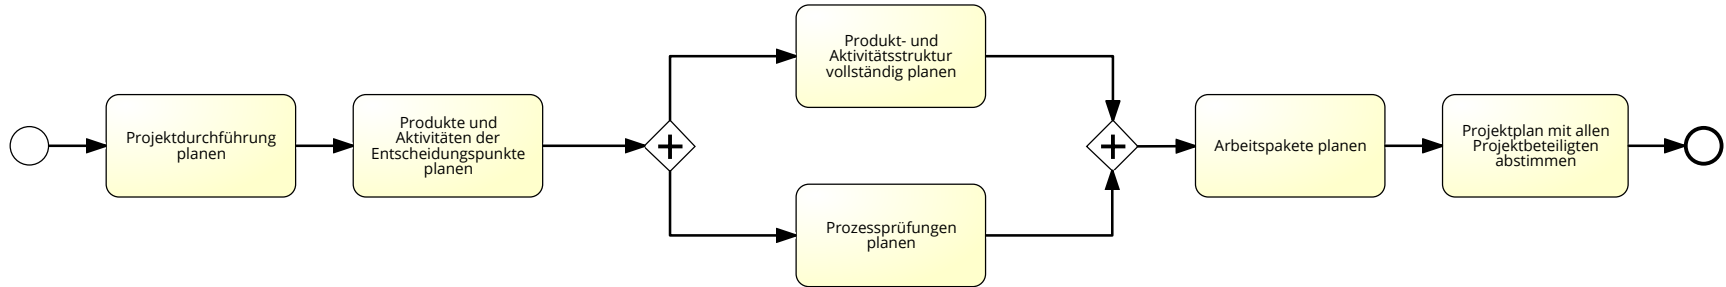 Projektdurchführung
planen
Produkte und
Aktivitäten der
Entscheidungspunkte
planen
Produkt- und
Aktivitätsstruktur
vollständig planen
Prozessprüfungen
planen
Arbeitspakete planen
Projektplan mit allen
Projektbeteiligten
abstimmen